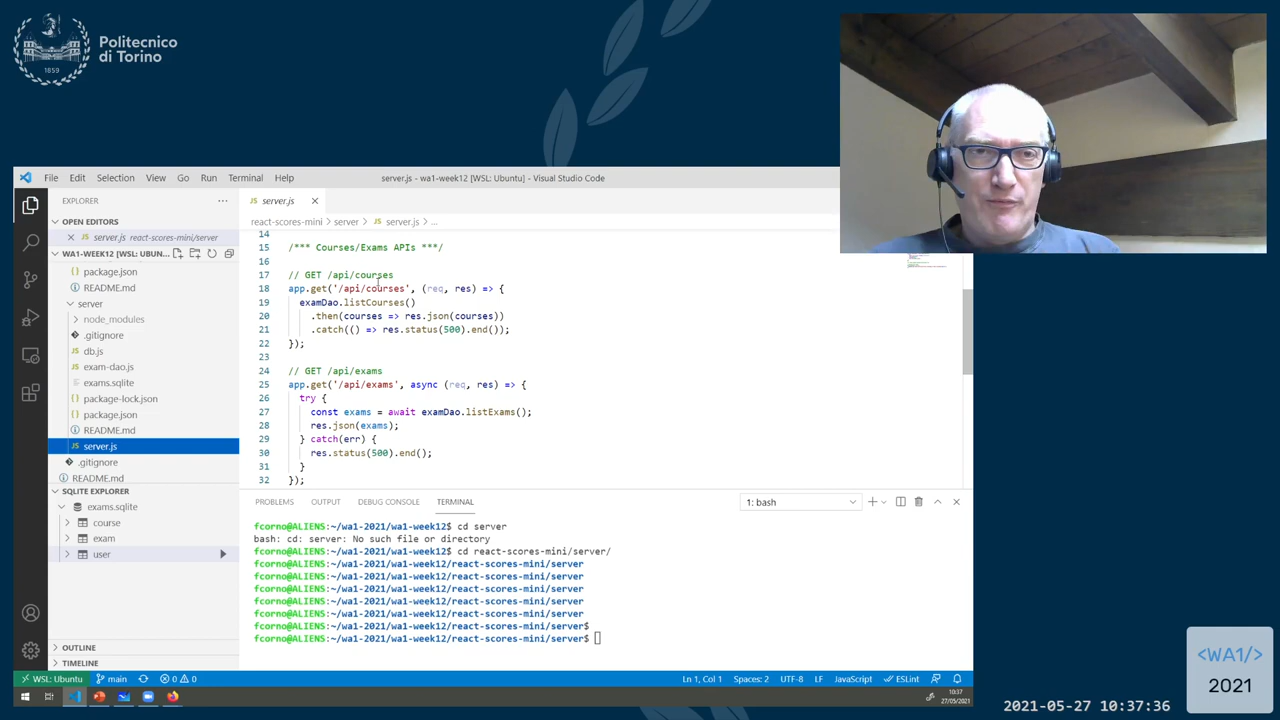 Politecnico
di Torino
1859
File Edit Selection View Go Run Terminal Help
server.js - wa1-week12 [WSL: Ubuntu] - Visual Studio Code
EXPLORER
OPEN EDITORS
JS server.js react-scores-mini/server
WA1-WEEK12 [WSL: UBUN...
package.json
README.md
server
node_modules
.gitignore
JS db.js
JS exam-dao.js
exams.sqlite
package-lock.json
package.json
README.md
JS server.js
.gitignore
README.md
SQLITE EXPLORER
exams.sqlite
course
exam
user
OUTLINE
TIMELINE
JS server.js
react-scores-mini > server > JS server.js > ...
14
15 /*** Courses/Exams APIs ***/
16
17 // GET /api/courses
18 app.get('/api/courses', (req, res) => {
19 examDao.listCourses()
20 .then(courses => res.json(courses))
21 .catch(() => res.status(500).end());
22 });
23
24 // GET /api/exams
25 app.get('/api/exams', async (req, res) => {
26 try {
27 const exams = await examDao.listExams();
28 res.json(exams);
29 } catch(err) {
30 res.status(500).end();
31 }
32 });
PROBLEMS OUTPUT DEBUG CONSOLE TERMINAL
1: bash
fcorno@ALIENS:~/wa1-2021/wa1-week12$ cd server
bash: cd: server: No such file or directory
fcorno@ALIENS:~/wa1-2021/wa1-week12$ cd react-scores-mini/server/
fcorno@ALIENS:~/wa1-2021/wa1-week12/react-scores-mini/server
fcorno@ALIENS:~/wa1-2021/wa1-week12/react-scores-mini/server
fcorno@ALIENS:~/wa1-2021/wa1-week12/react-scores-mini/server
fcorno@ALIENS:~/wa1-2021/wa1-week12/react-scores-mini/server
fcorno@ALIENS:~/wa1-2021/wa1-week12/react-scores-mini/server
fcorno@ALIENS:~/wa1-2021/wa1-week12/react-scores-mini/server$
fcorno@ALIENS:~/wa1-2021/wa1-week12/react-scores-mini/server$
WSL: Ubuntu main 0 0
Ln 1, Col 1 Spaces: 2 UTF-8 LF JavaScript ESLint
10:37
27/05/2021
<WA1/>
2021
2021-05-27 10:37:36